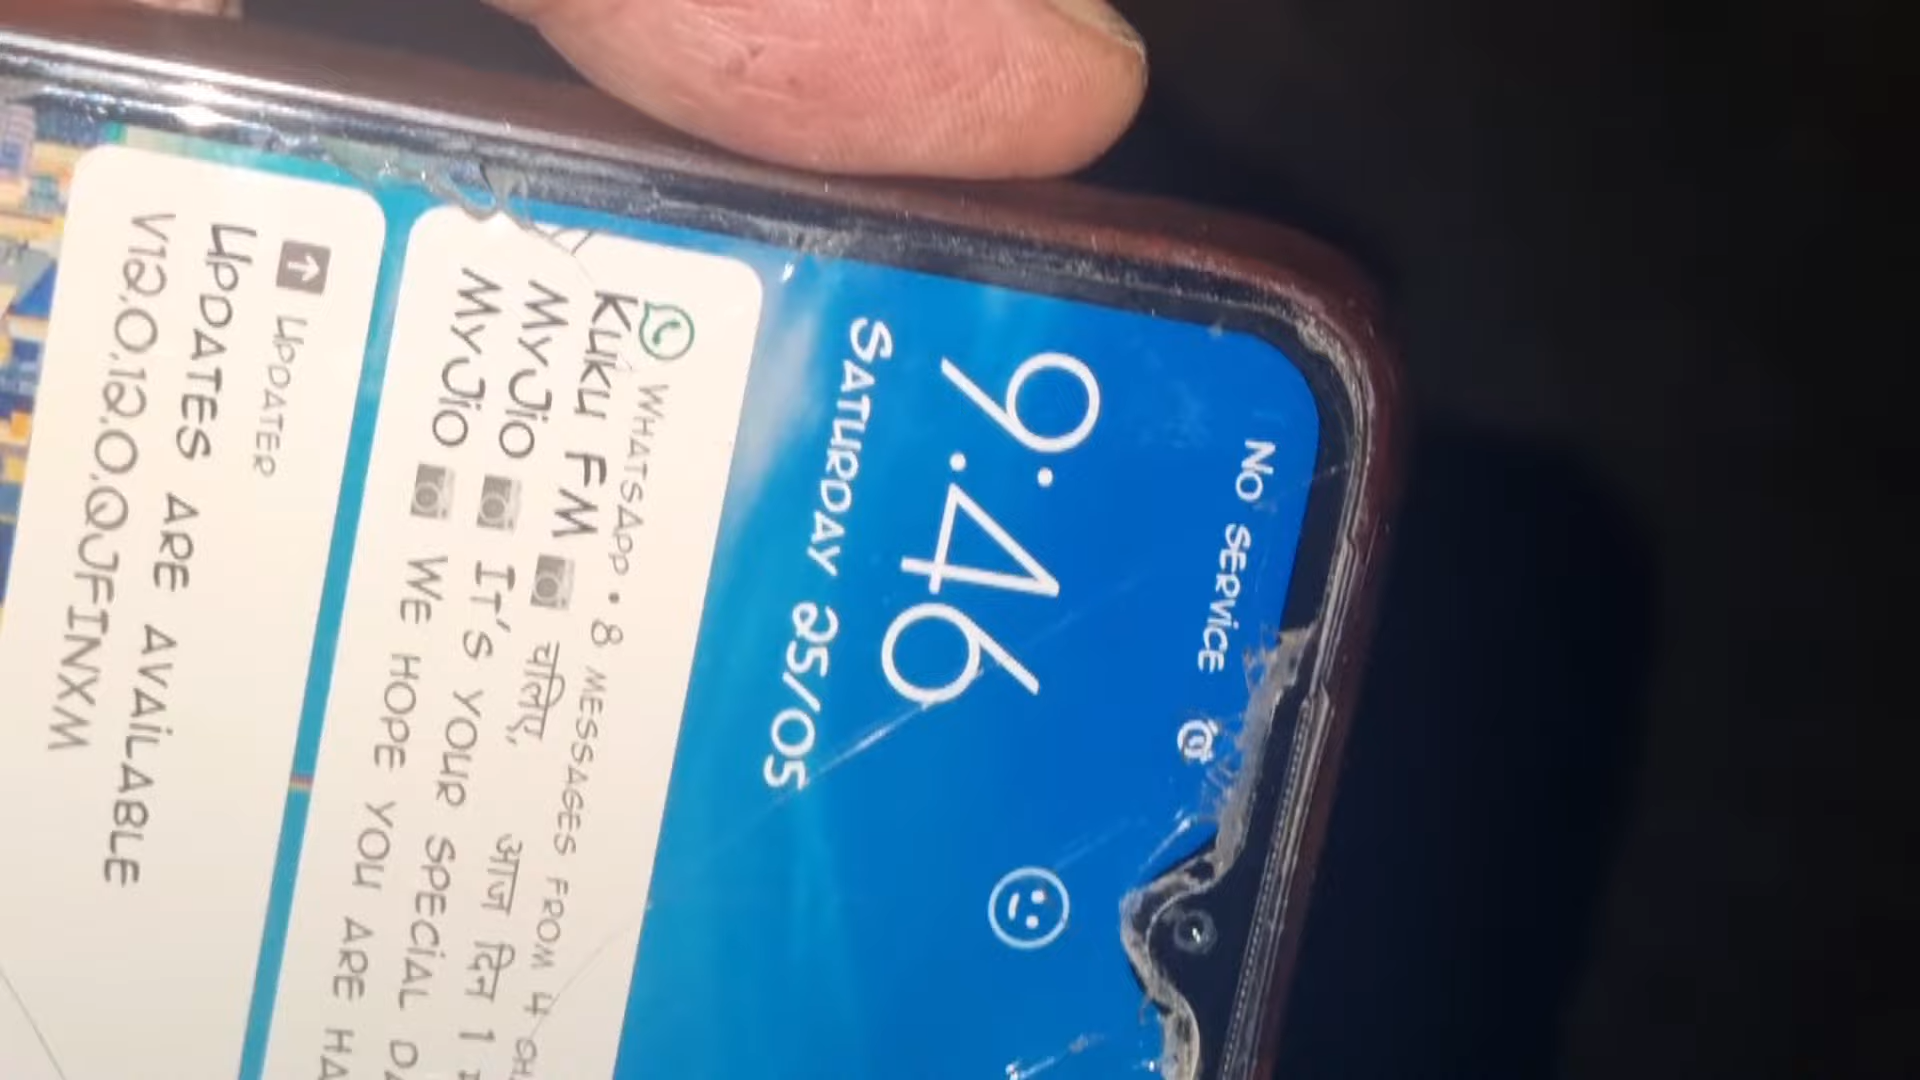 No SERViCE
9:46
SATURDAY 25/05
WHATSAPP • 8 MESSAGES FROM 4
KUKU FM 📷 चलिए, आज दिन 1
MYJiO 📷 IT'S YOUR SPECiAL
MYJiO 📷 WE HOPE YOU ARE
UPDATER
UPDATES ARE AVAiLABLE
V12.0.12.0.QJFINXM